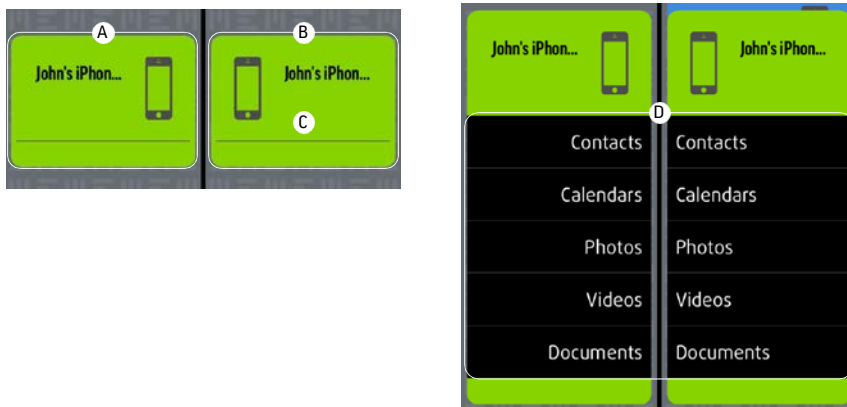 A
B
John's iPhon...
John's iPhon...
C
John's iPhon...
John's iPhon...
D
Contacts
Contacts
Calendars
Calendars
Photos
Photos
Videos
Videos
Documents
Documents